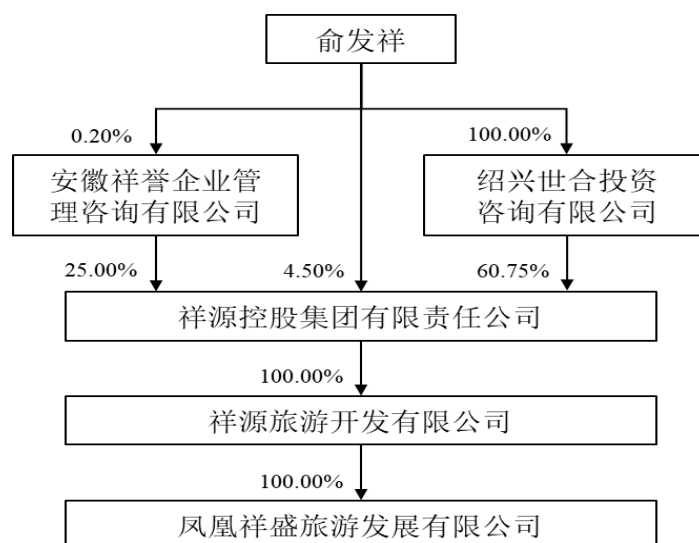 俞发祥
0.20%
100.00%
安徽祥誉企业管
理咨询有限公司
绍兴世合投资
咨询有限公司
25.00%
4.50%
60.75%
祥源控股集团有限责任公司
100.00%
祥源旅游开发有限公司
100.00%
凤凰祥盛旅游发展有限公司